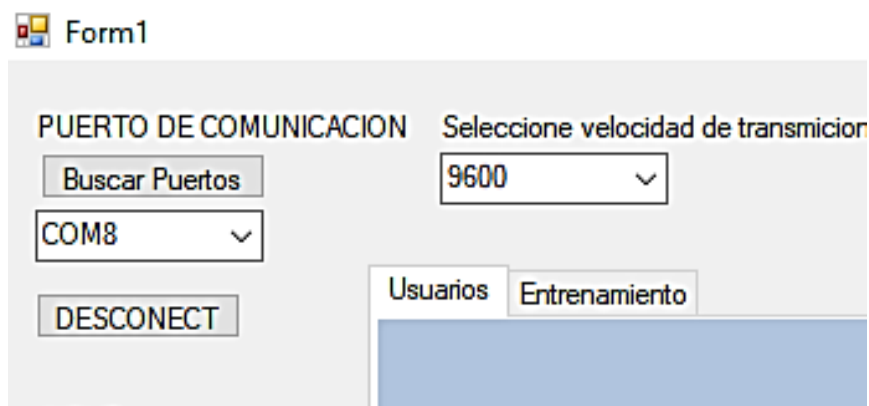 Form1
PUERTO DE COMUNICACION
Seleccione velocidad de transmicion
Buscar Puertos
9600
COM8
Usuarios
Entrenamiento
DESCONECT